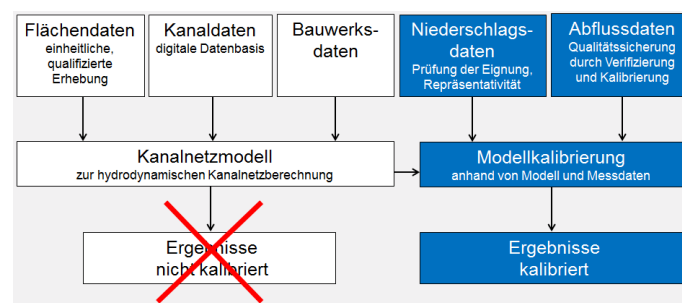 Flächendaten
einheitliche,
qualifizierte
Erhebung
Kanaldaten
digitale Datenbasis
Bauwerks-
daten
Niederschlags-
daten
Prüfung der Eignung,
Repräsentativität
Abflussdaten
Qualitätssicherung
durch Verifizierung
und Kalibrierung
Kanalnetzmodell
zur hydrodynamischen Kanalnetzberechnung
Modellkalibrierung
anhand von Modell und Messdaten
Ergebnisse
nicht kalibriert
Ergebnisse
kalibriert